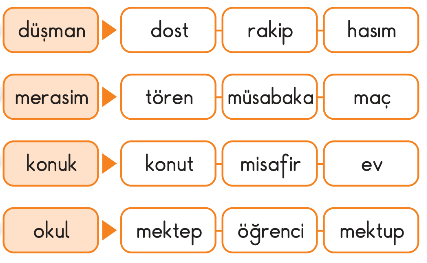 düşman dost rakip hasım
merasim tören müsabaka maç
konuk konut misafir ev
okul mektep öğrenci mektup